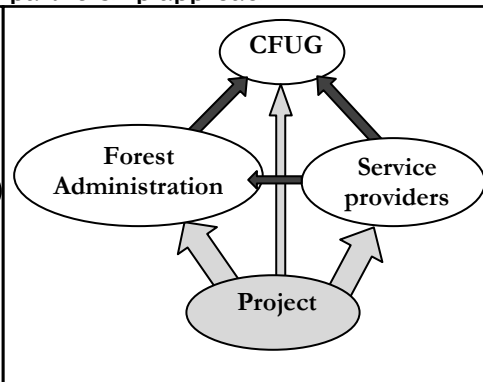 CFUG
Forest
Administration
Service
providers
Project